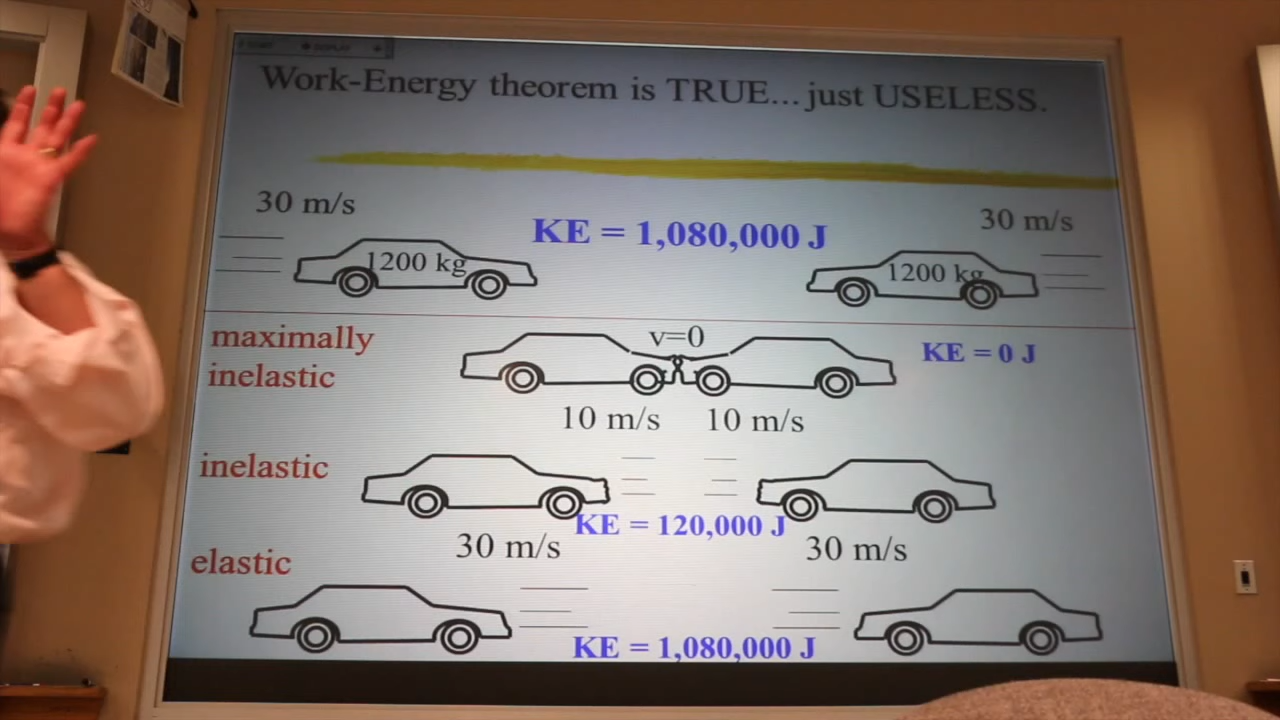 Work-Energy theorem is TRUE... just USELESS.
30 m/s
30 m/s
KE = 1,080,000 J
1200 kg
1200 kg
maximally
inelastic
v=0
KE = 0 J
10 m/s 10 m/s
inelastic
KE = 120,000 J
30 m/s 30 m/s
elastic
KE = 1,080,000 J